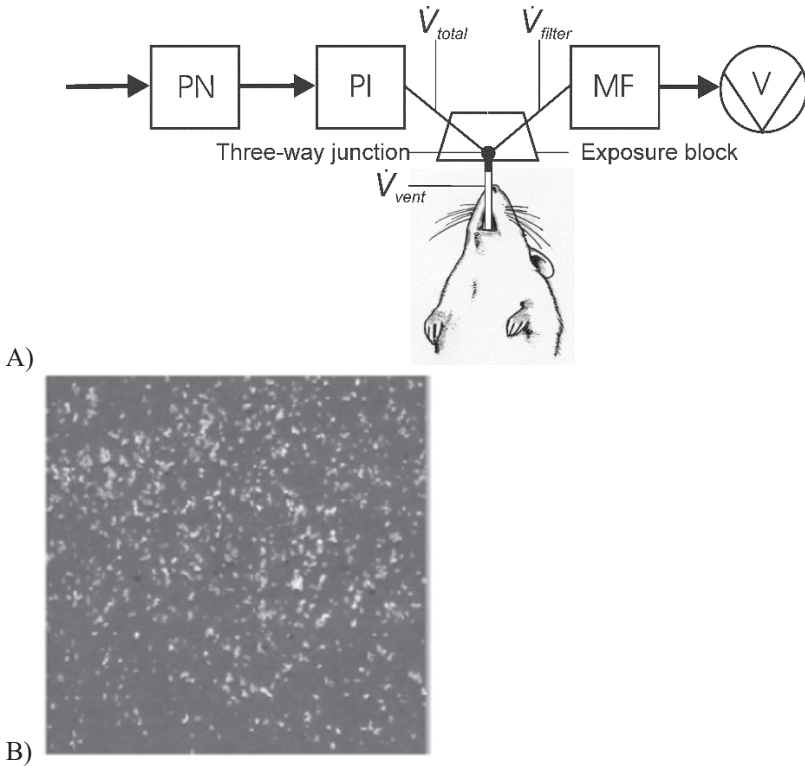 V̇total V̇filter
PN PI MF V
Three-way junction Exposure block
V̇vent
A)
B)